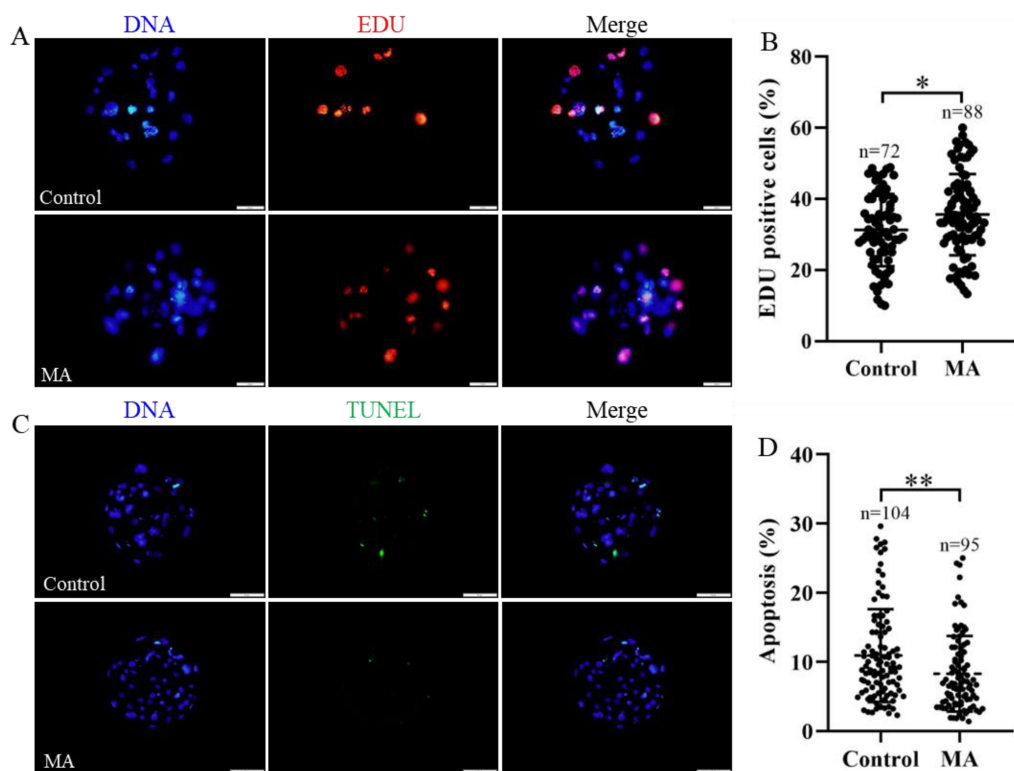 A
DNA
EDU
Merge
Control
MA
B
EDU positive cells (%)
80
60
40
20
0
*
n=72
n=88
Control
MA
C
DNA
TUNEL
Merge
Control
MA
D
Apoptosis (%)
40
30
20
10
0
**
n=104
n=95
Control
MA